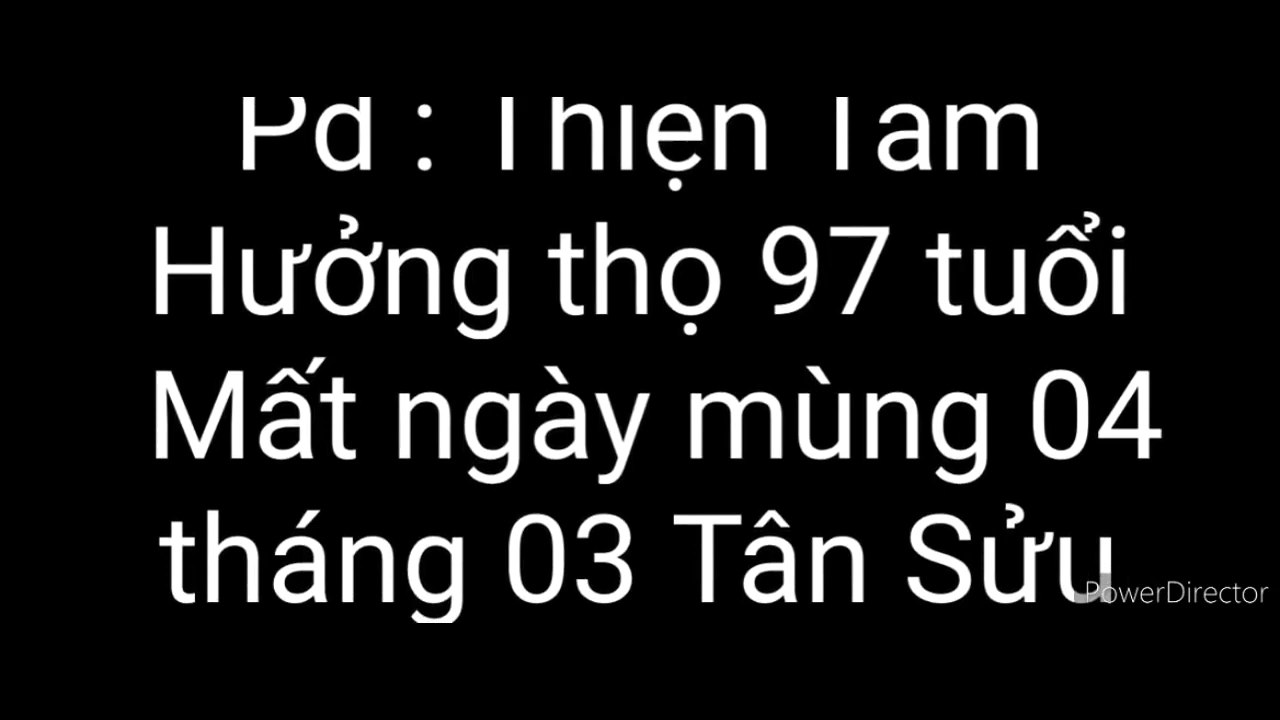 Pd : Thiện Tâm
Hưởng thọ 97 tuổi
Mất ngày mùng 04
tháng 03 Tân Sửu
PowerDirector